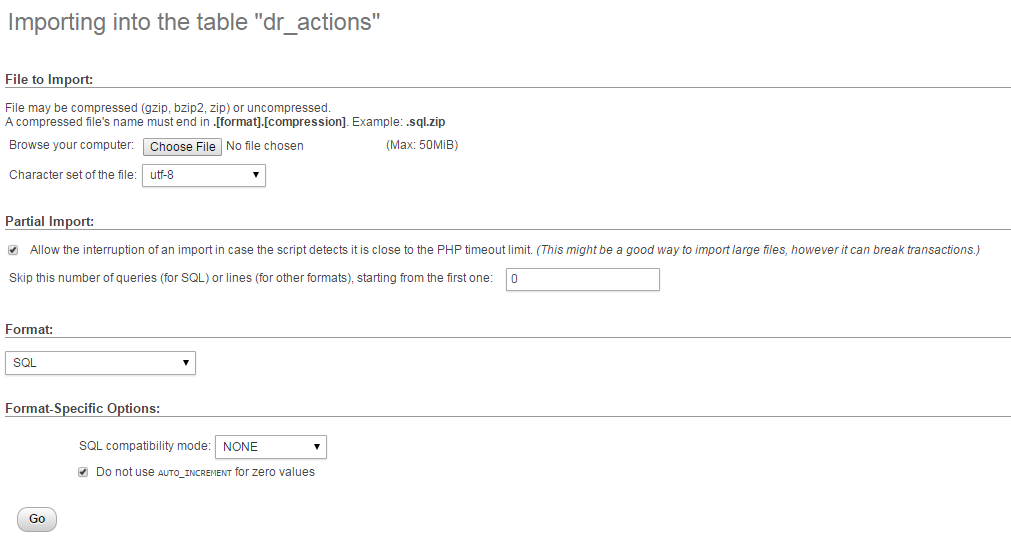 Importing into the table "dr_actions"
File to Import:
File may be compressed (gzip, bzip2, zip) or uncompressed.
A compressed file's name must end in .[format].[compression]. Example: .sql.zip
Browse your computer: Choose File No file chosen (Max: 50MiB)
Character set of the file: utf-8
Partial Import:
Allow the interruption of an import in case the script detects it is close to the PHP timeout limit. (This might be a good way to import large files, however it can break transactions.)
Skip this number of queries (for SQL) or lines (for other formats), starting from the first one: 0
Format:
SQL
Format-Specific Options:
SQL compatibility mode: NONE
Do not use AUTO_INCREMENT for zero values
Go